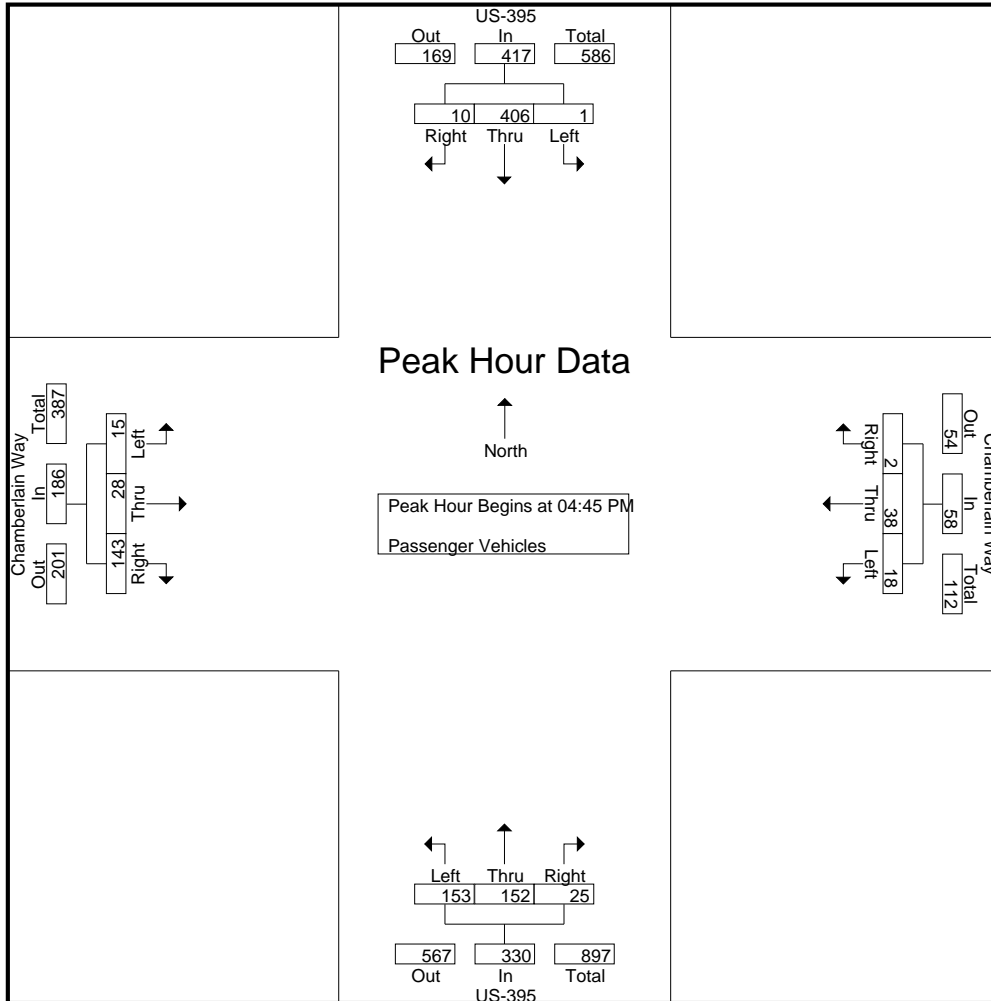 US-395
Out In Total
169 417 586
10 406 1
Right Thru Left
Peak Hour Data
North
Peak Hour Begins at 04:45 PM
Passenger Vehicles
Chamberlain Way
Out In Total
201 186 387
15 28 143
Left Thru Right
Chamberlain Way
Out In Total
54 58 112
Right Thru Left
2 38 18
Left Thru Right
153 152 25
567 330 897
Out In Total
US-395